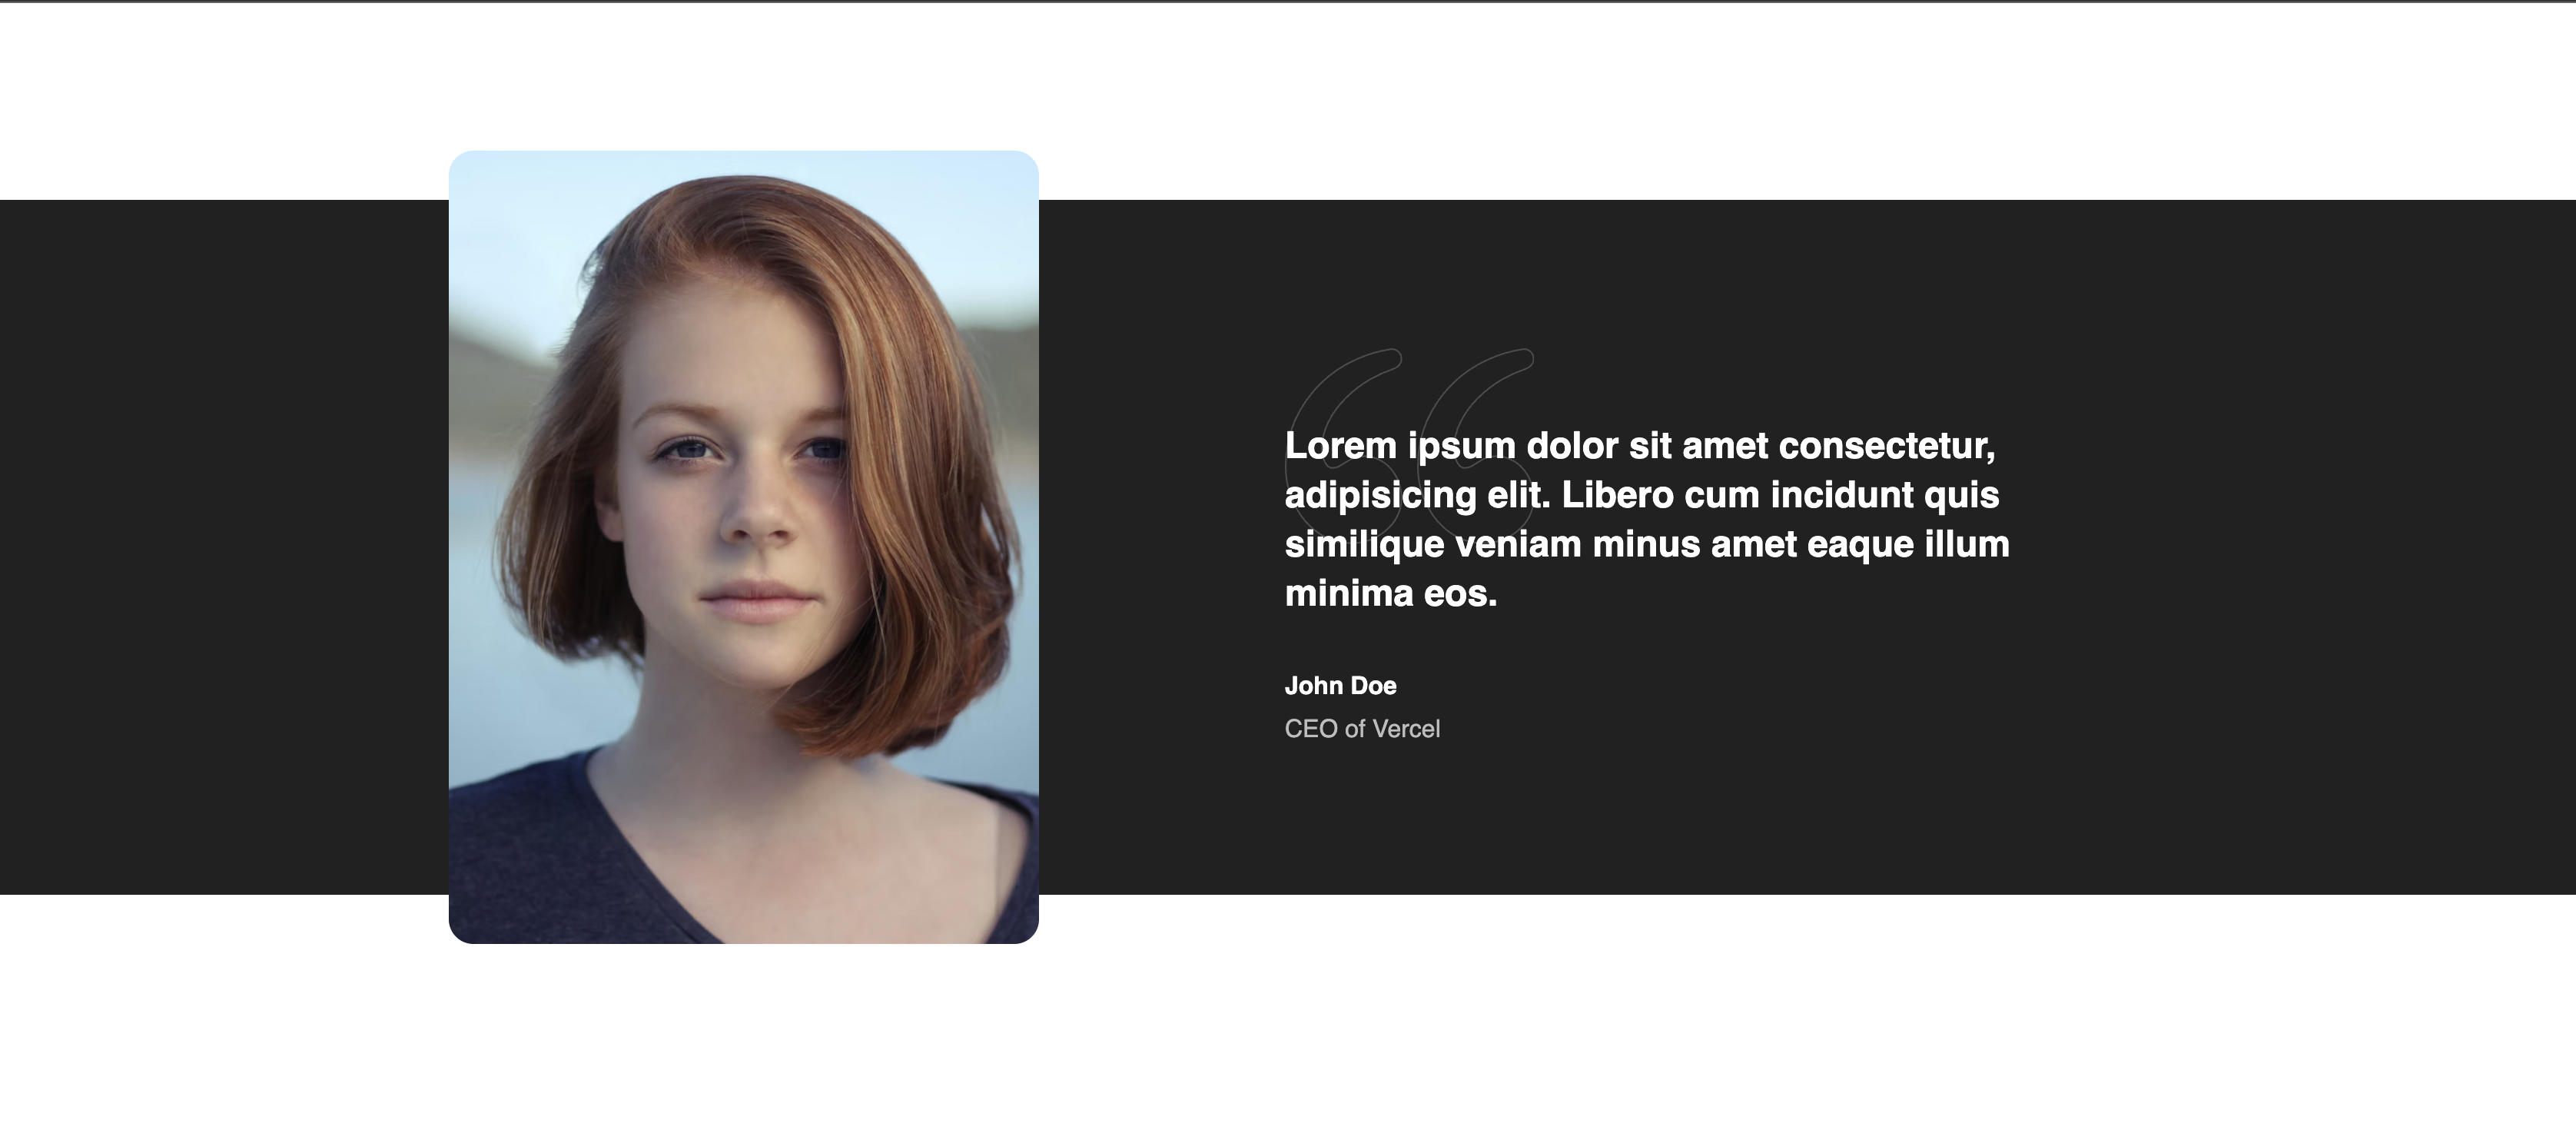 Lorem ipsum dolor sit amet consectetur,
adipisicing elit. Libero cum incidunt quis
similique veniam minus amet eaque illum
minima eos.
John Doe
CEO of Vercel